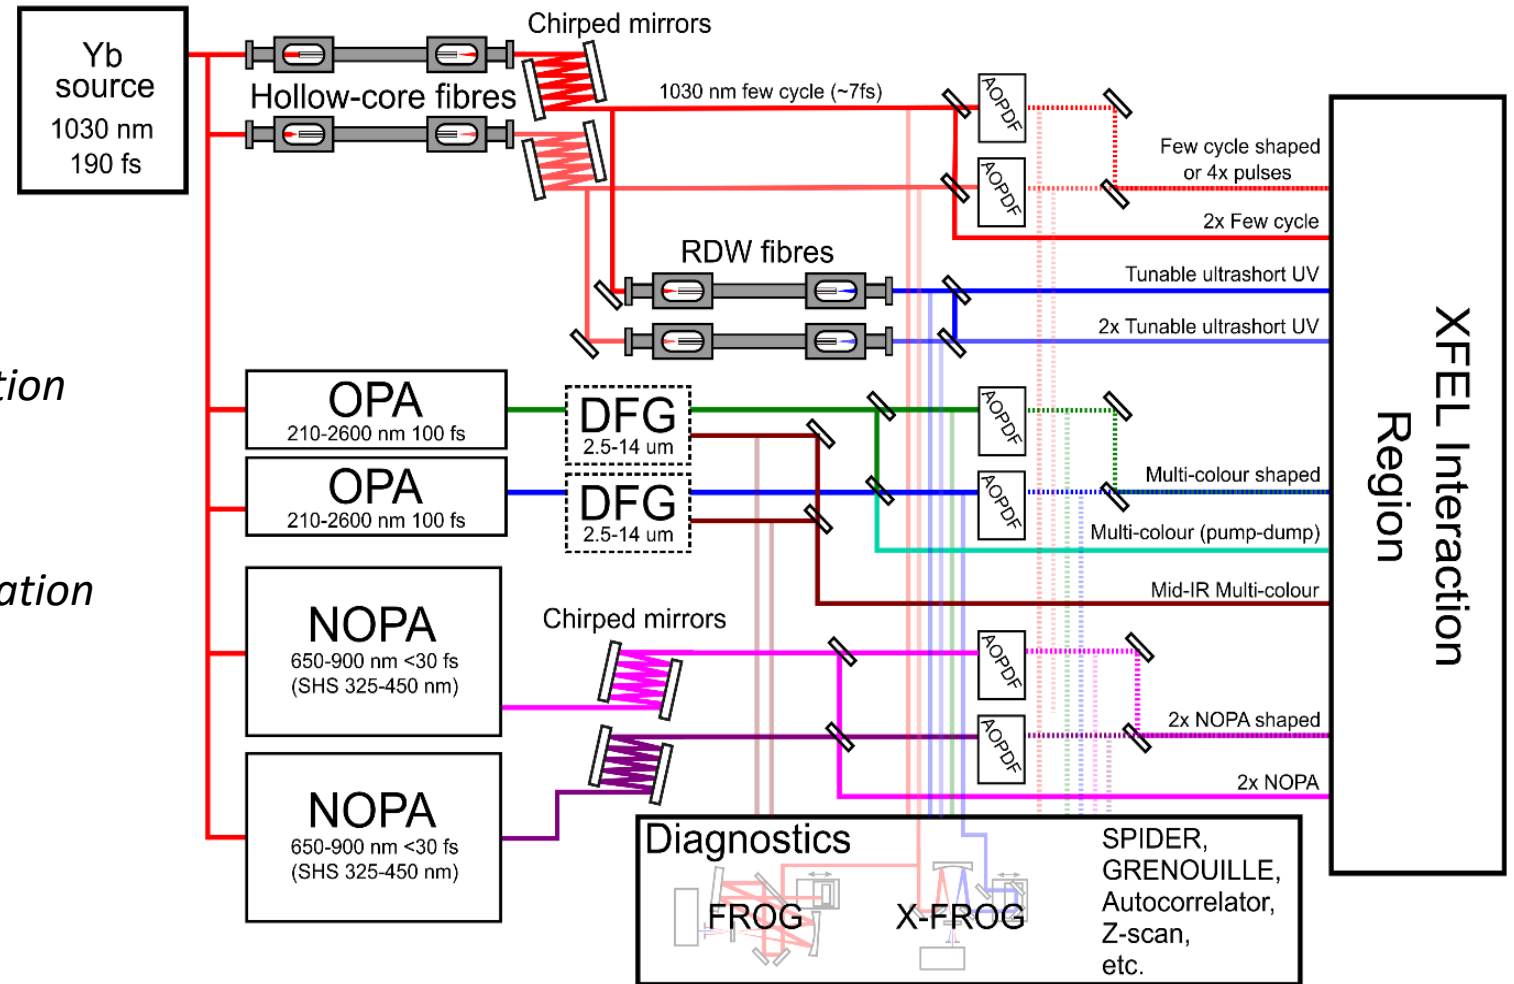 Yb
source
1030 nm
190 fs
Chirped mirrors
Hollow-core fibres
1030 nm few cycle (~7fs)
AOPDF
AOPDF
Few cycle shaped
or 4x pulses
2x Few cycle
RDW fibres
Tunable ultrashort UV
2x Tunable ultrashort UV
XFEL Interaction
Region
tion
OPA
210-2600 nm 100 fs
DFG
2.5-14 um
AOPDF
OPA
210-2600 nm 100 fs
DFG
2.5-14 um
AOPDF
Multi-colour shaped
Multi-colour (pump-dump)
Mid-IR Multi-colour
ation
NOPA
650-900 nm <30 fs
(SHS 325-450 nm)
Chirped mirrors
AOPDF
AOPDF
2x NOPA shaped
2x NOPA
NOPA
650-900 nm <30 fs
(SHS 325-450 nm)
Diagnostics
FROG
X-FROG
SPIDER,
GRENOUILLE,
Autocorrelator,
Z-scan,
etc.